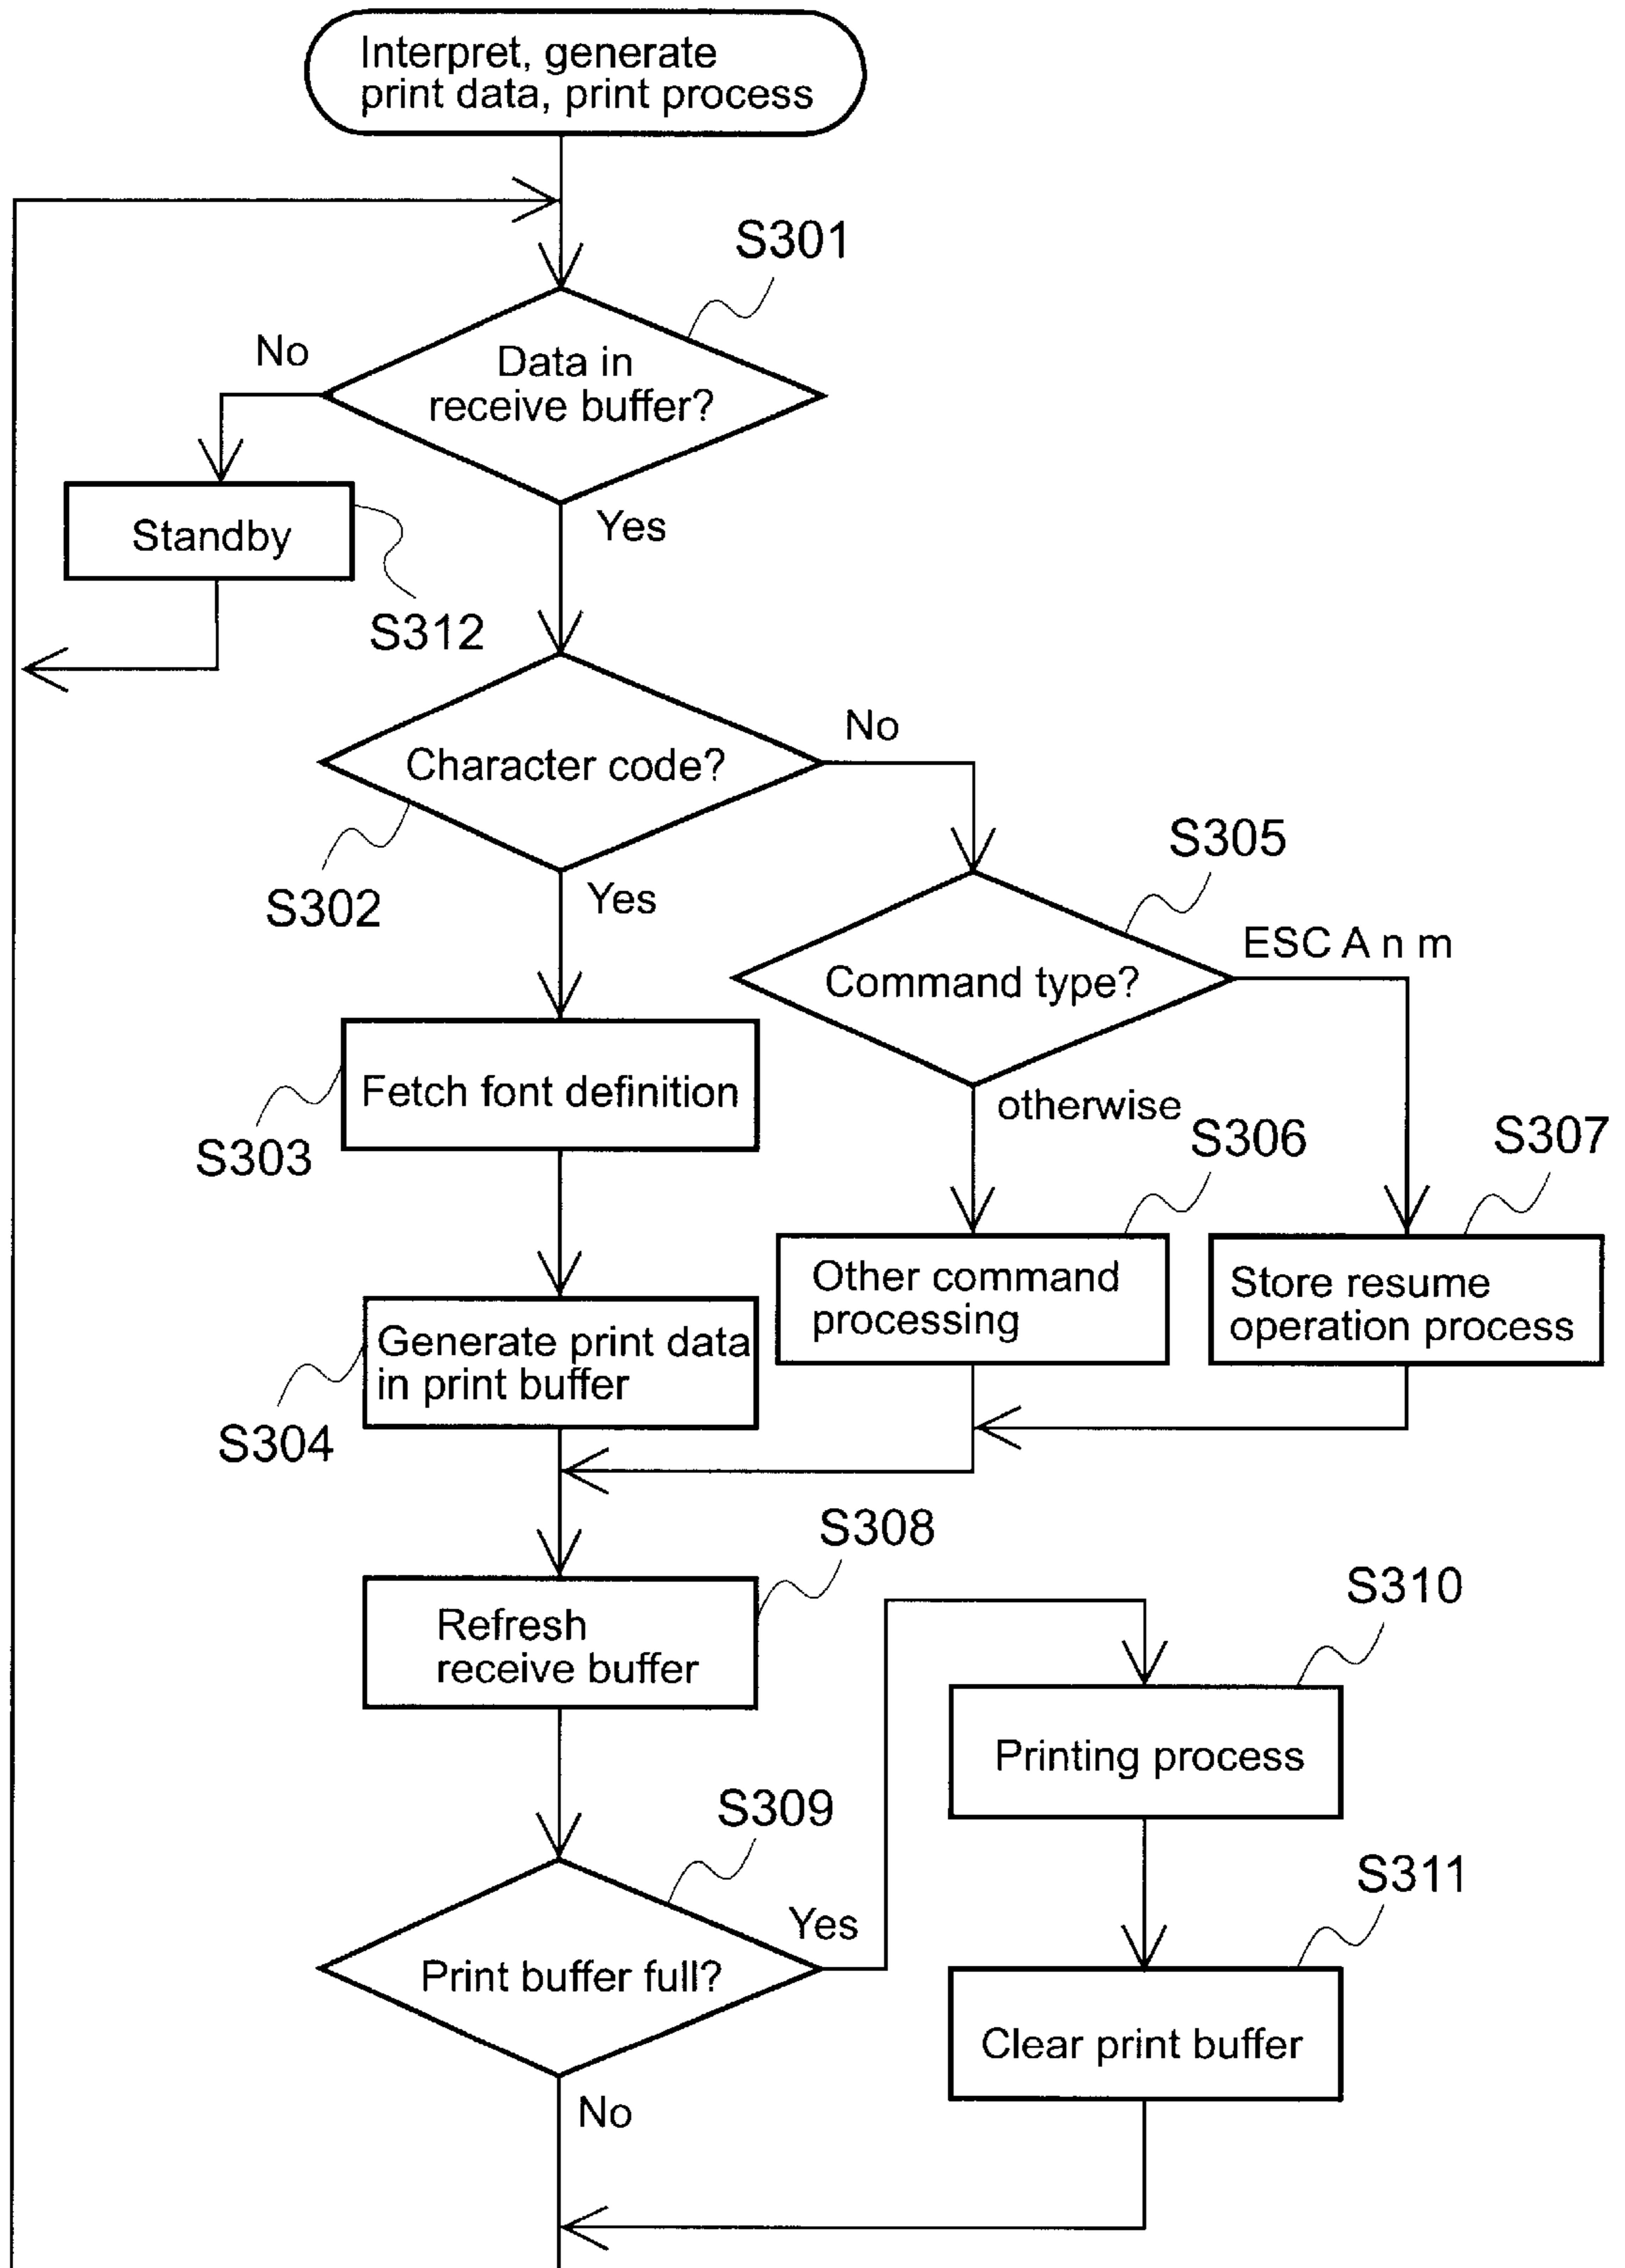 Interpret, generate
print data, print process
S301
No
Data in
receive buffer?
Yes
Standby
S312
No
Character code?
S302
Yes
S305
ESC A n m
Command type?
Fetch font definition
otherwise
S303
S306
S307
Other command
processing
Store resume
operation process
Generate print data
in print buffer
S304
S308
Refresh
receive buffer
S310
Printing process
S309
Yes
S311
Print buffer full?
Clear print buffer
No